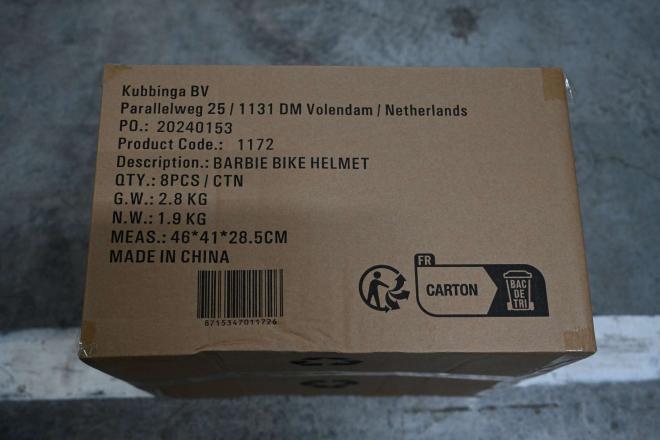 Kubbinga BV
Parallelweg 25 / 1131 DM Volendam / Netherlands
PO.: 20240153
Product Code.: 1172
Description.: BARBIE BIKE HELMET
QTY.: 8PCS / CTN
G.W.: 2.8 KG
N.W.: 1.9 KG
MEAS.: 46*41*28.5CM
MADE IN CHINA
8715347011726
FR
CARTON
BAC
DE
TRI